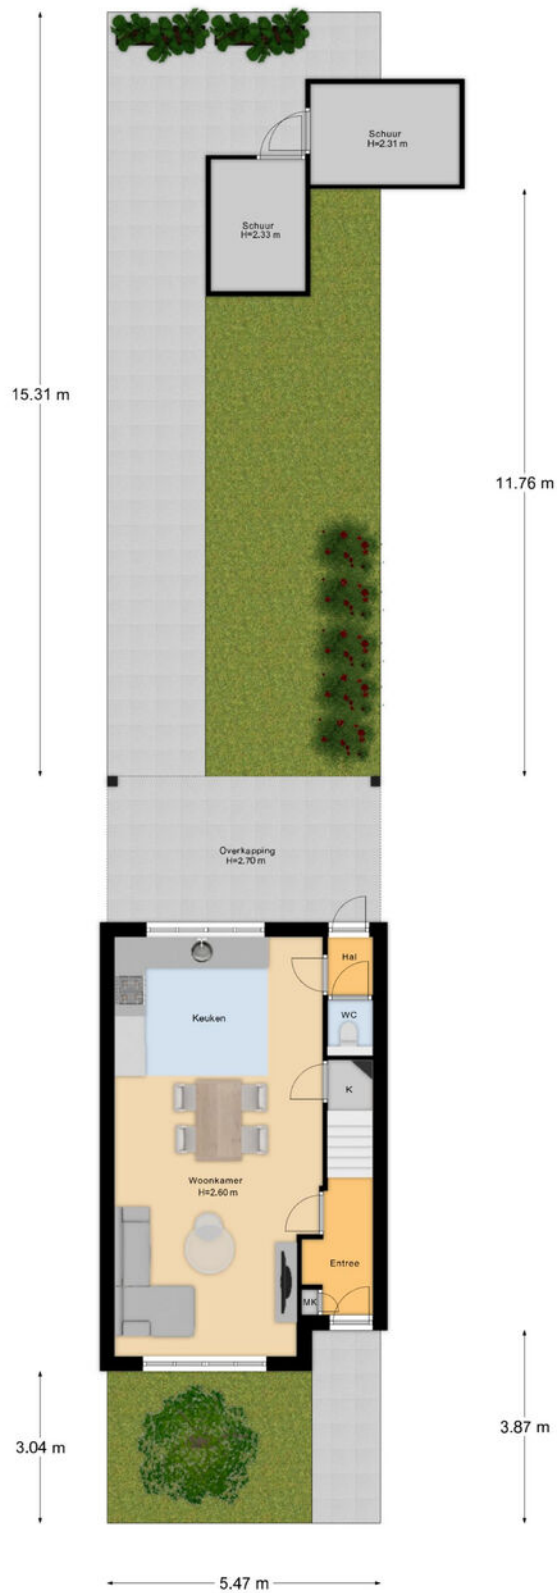 Schuur
H=2.31 m
Schuur
H=2.33 m
15.31 m
11.76 m
Overkapping
H=2.70 m
Hal
WC
Keuken
K
Woonkamer
H=2.60 m
Entree
MK
3.04 m
3.87 m
5.47 m